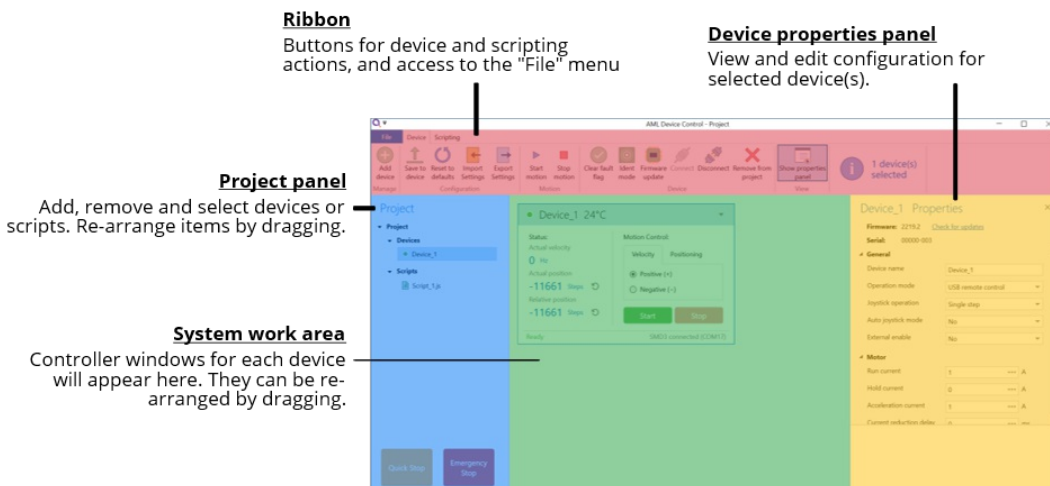 Ribbon
Buttons for device and scripting
actions, and access to the "File" menu
Device properties panel
View and edit configuration for
selected device(s).
Project panel
Add, remove and select devices or
scripts. Re-arrange items by dragging.
System work area
Controller windows for each device
will appear here. They can be re-
arranged by dragging.
AML Device Control - Project
File Device Scripting
Add device
Save to device
Reset to defaults
Import Settings
Export Settings
Start motion
Stop motion
Clear fault flag
Ident mode
Firmware update
Connect
Disconnect
Remove from project
Show properties panel
1 device(s)
selected
Manage Configuration Motion Device View
Project
Project
Devices
Device_1
Scripts
Script_1.js
Quick Stop
Emergency
Stop
Device_1 24°C
Status:
Actual velocity
0 Hz
Actual position
-11661 Steps
Relative position
-11661 Steps
Motion Control:
Velocity Positioning
Positive (+)
Negative (−)
Start Stop
Ready SMD3 connected (COM17)
Device_1 Properties
Firmware: 2219.2 Check for updates
Serial: 00000-003
General
Device name Device_1
Operation mode USB remote control
Joystick operation Single step
Auto joystick mode No
External enable No
Motor
Run current 1 A
Hold current 0 A
Acceleration current 1 A
Current reduction delay